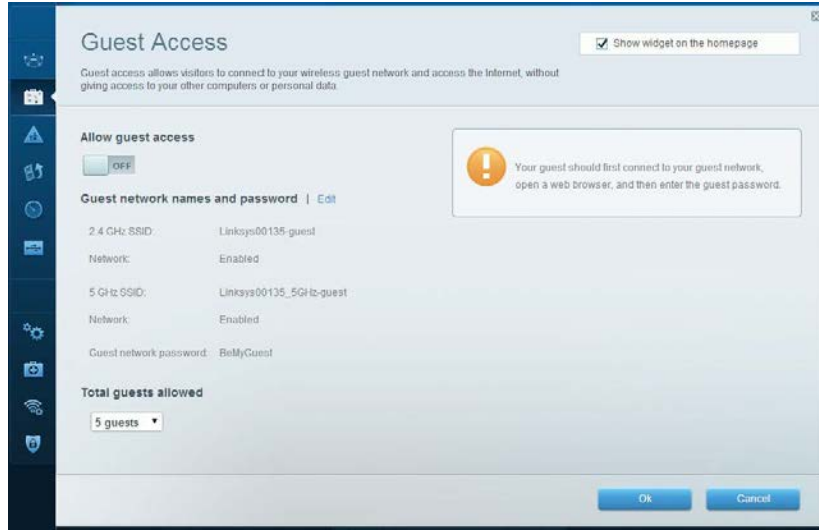 Guest Access
Show widget on the homepage
Guest access allows visitors to connect to your wireless guest network and access the Internet, without
giving access to your other computers or personal data.
Allow guest access
OFF
Your guest should first connect to your guest network,
open a web browser, and then enter the guest password.
Guest network names and password | Edit
2.4 GHz SSID: Linksys00135-guest
Network: Enabled
5 GHz SSID: Linksys00135_5GHz-guest
Network: Enabled
Guest network password: BeMyGuest
Total guests allowed
5 guests
Ok Cancel